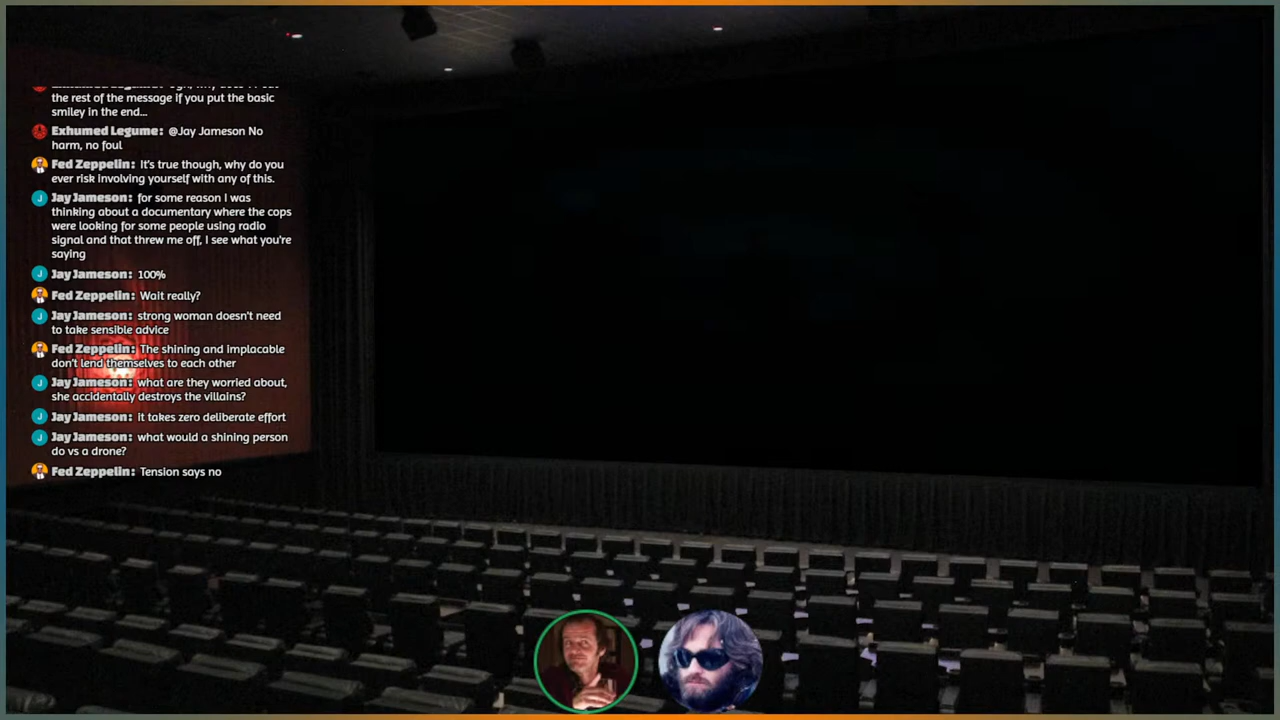 the rest of the message if you put the basic
smiley in the end...
Exhumed Legume: @Jay Jameson No
harm, no foul
Fed Zeppelin: It's true though, why do you
ever risk involving yourself with any of this.
J Jay Jameson: for some reason I was
thinking about a documentary where the cops
were looking for some people using radio
signal and that threw me off, I see what you're
saying
J Jay Jameson: 100%
Fed Zeppelin: Wait really?
J Jay Jameson: strong woman doesn't need
to take sensible advice
Fed Zeppelin: The shining and implacable
don't lend themselves to each other
J Jay Jameson: what are they worried about,
she accidentally destroys the villains?
J Jay Jameson: it takes zero deliberate effort
J Jay Jameson: what would a shining person
do vs a drone?
Fed Zeppelin: Tension says no